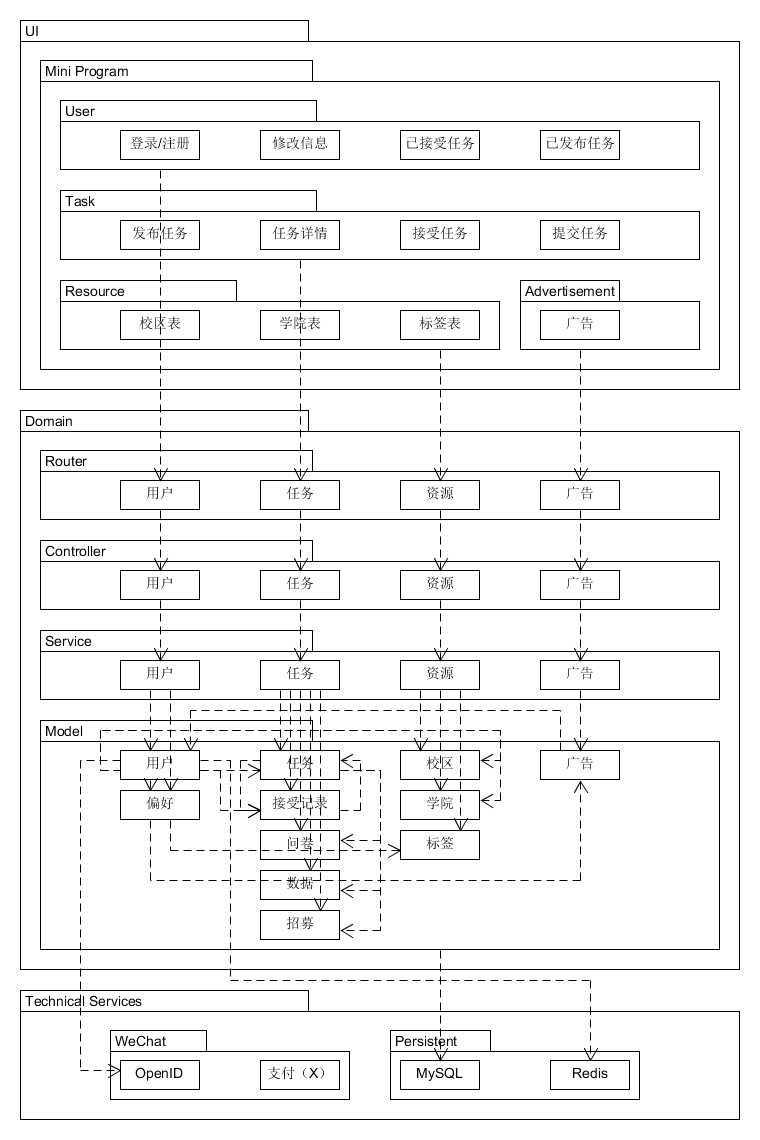 UI
Mini Program
User
登录/注册
修改信息
已接受任务
已发布任务
Task
发布任务
任务详情
接受任务
提交任务
Resource
校区表
学院表
标签表
Advertisement
广告
Domain
Router
用户
任务
资源
广告
Controller
用户
任务
资源
广告
Service
用户
任务
资源
广告
Model
用户
任务
校区
广告
偏好
接受记录
学院
问卷
标签
数据
招募
Technical Services
WeChat
OpenID
支付（X）
Persistent
MySQL
Redis